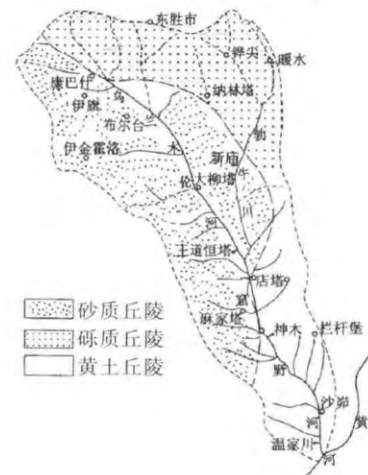 东胜市
铧尖
暖水
康巴什
乌
纳林塔
伊旗
布尔台
兰
勃
伊金霍洛
木
新庙
伦
大柳塔
牛
河
川
王道恒塔
店塔
窟
麻家塔
神木
栏杆堡
野
沙峁
河
黄
温家川
河
砂质丘陵
砾质丘陵
黄土丘陵